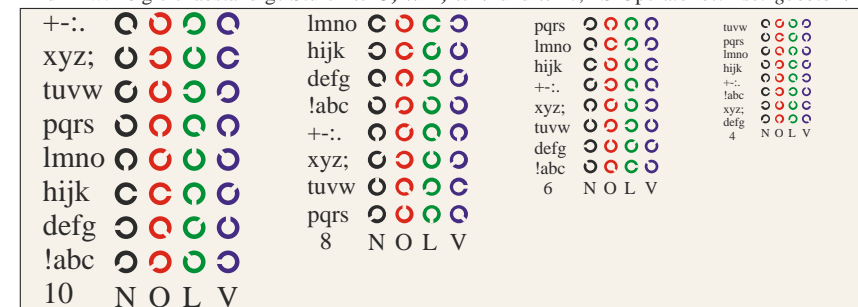 +-:.
xyz;
tuvw
pqrs
lmno
hijk
defg
!abc
10 N O L V
lmno
hijk
defg
!abc
+-:.
xyz;
tuvw
pqrs
8 N O L V
pqrs
lmno
hijk
+-:.
xyz;
tuvw
defg
!abc
6 N O L V
tuvw
pqrs
lmno
hijk
+-:.
!abc
xyz;
defg
4 N O L V